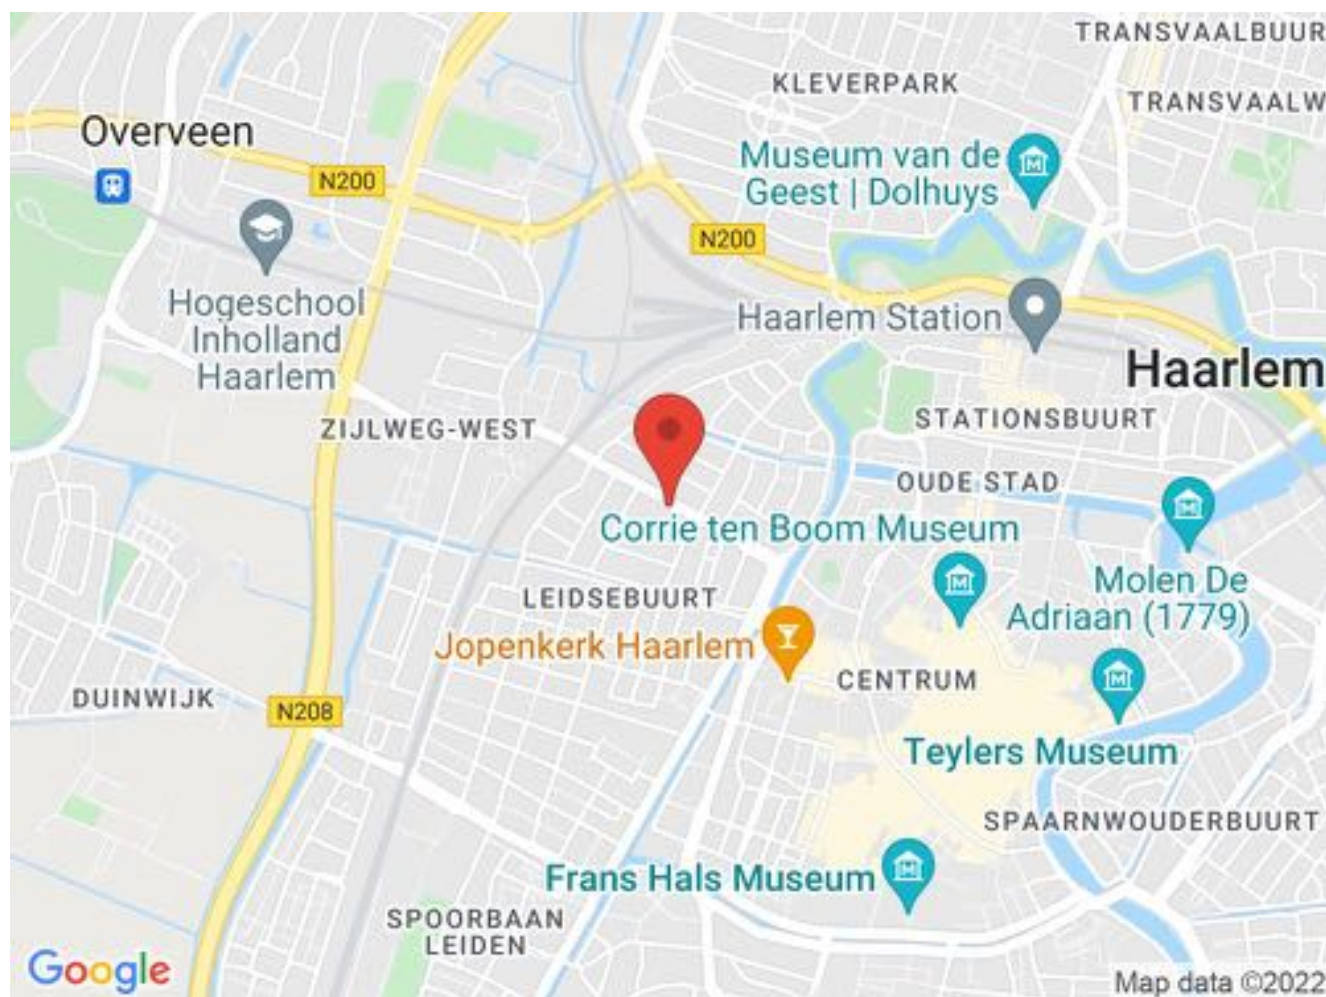 TRANSVAALBUUR
KLEVERPARK
TRANSVAALW
Overveen
Museum van de
Geest | Dolhuys
N200
N200
Hogeschool
Inholland
Haarlem
Haarlem Station
Haarlem
STATIONSBUURT
ZIJLWEG-WEST
OUDE STAD
Corrie ten Boom Museum
Molen De
Adriaan (1779)
LEIDSEBUURT
Jopenkerk Haarlem
CENTRUM
DUINWIJK
N208
Teylers Museum
SPAARNWOUDERBUURT
Frans Hals Museum
SPOORBAAN
LEIDEN
Google
Map data ©2022